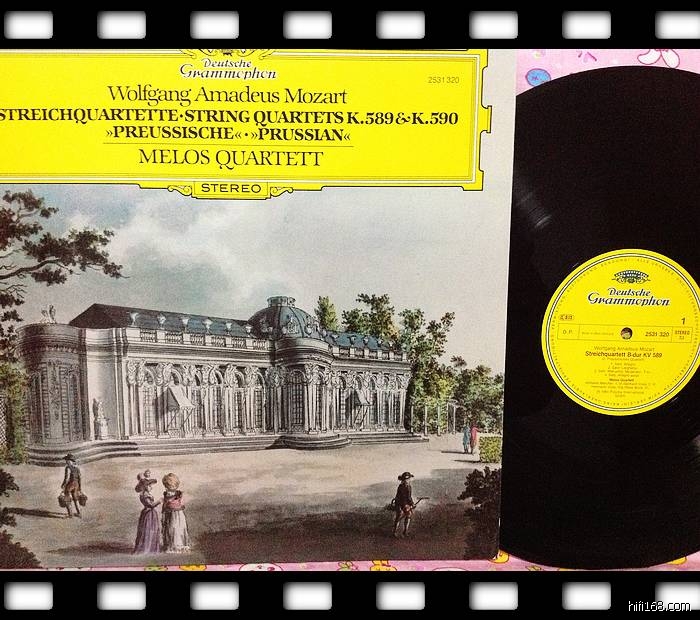 Deutsche
Grammophon
2531 320
Wolfgang Amadeus Mozart
STREICHQUARTETTE·STRING QUARTETS K.589&K.590
»PREUSSISCHE«·»PRUSSIAN«
MELOS QUARTETT
STEREO
Deutsche
Grammophon
1
D.P.
2531 320
STEREO
33
Wolfgang Amadeus Mozart
Streichquartett B-dur KV 589
Melos Quartett
hifi168.com